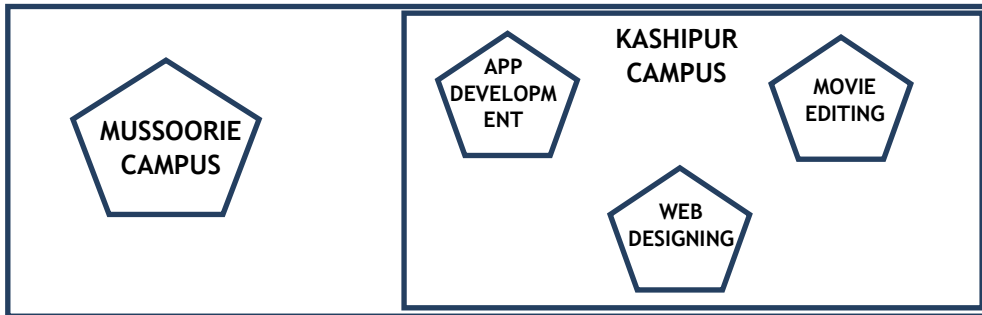 MUSSOORIE
CAMPUS
KASHIPUR
CAMPUS
APP
DEVELOPM
ENT
MOVIE
EDITING
WEB
DESIGNING